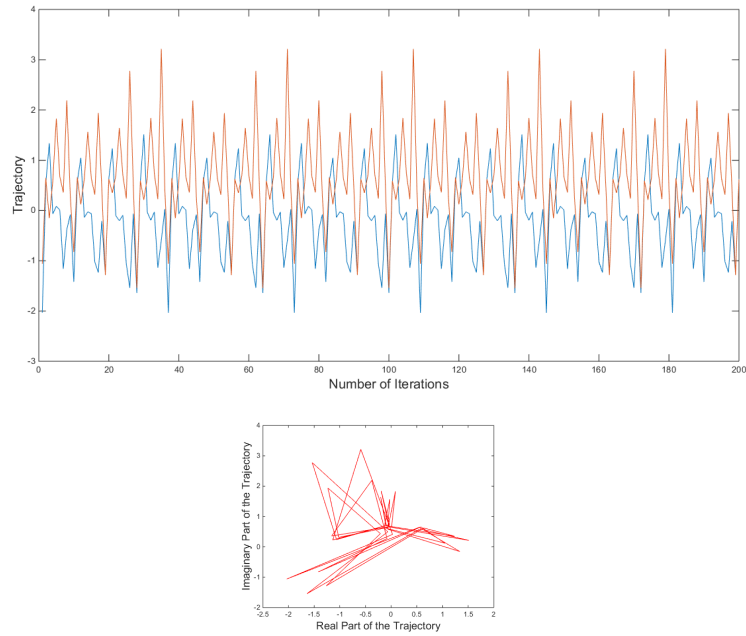 4
3
2
1
0
-1
-2
-3
Trajectory
0 20 40 60 80 100 120 140 160 180 200
Number of Iterations
4
3
2
1
0
-1
-2
Imaginary Part of the Trajectory
-2.5 -2 -1.5 -1 -0.5 0 0.5 1 1.5 2
Real Part of the Trajectory